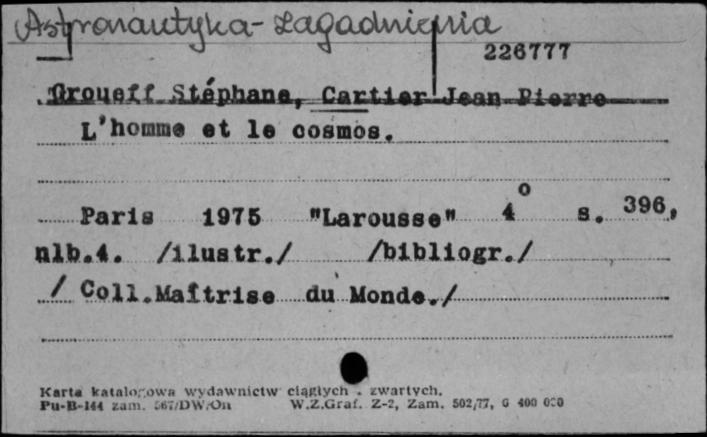 Astronautyka - Zagadnienia
226777
Groueff Stéphane, Cartier Jean Pierre
L'homme et le cosmos.
Paris 1975 "Larousse" 4° s. 396,
nlb.4. /ilustr./ /bibliogr./
/ Coll.Maîtrise du Monde./
Karta katalogowa wydawnictw ciągłych i zwartych.
Pu-B-144 zam. 567/DW/On W.Z.Graf. Z-2, Zam. 502/77, G 400 000